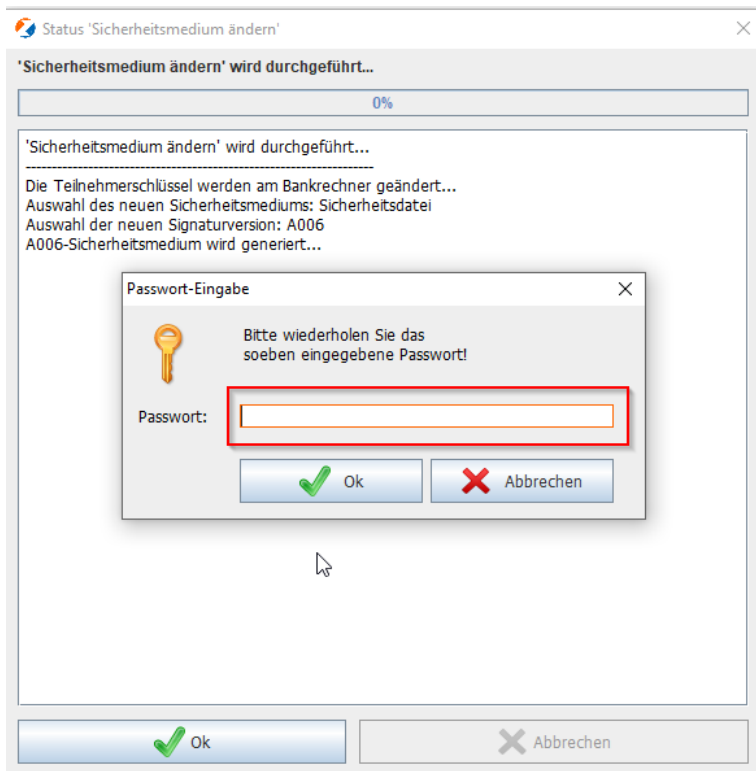 Status 'Sicherheitsmedium ändern'
'Sicherheitsmedium ändern' wird durchgeführt...
0%
'Sicherheitsmedium ändern' wird durchgeführt...
--------------------------------------------------------------------
Die Teilnehmerschlüssel werden am Bankrechner geändert...
Auswahl des neuen Sicherheitsmediums: Sicherheitsdatei
Auswahl der neuen Signaturversion: A006
A006-Sicherheitsmedium wird generiert...
Passwort-Eingabe
Bitte wiederholen Sie das
soeben eingegebene Passwort!
Passwort:
Ok Abbrechen
Ok Abbrechen